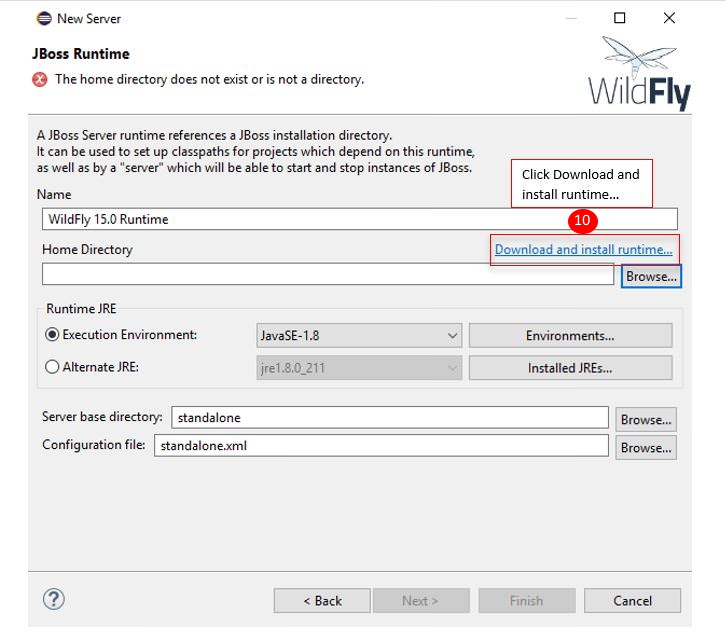 New Server
JBoss Runtime
The home directory does not exist or is not a directory.
WildFly
A JBoss Server runtime references a JBoss installation directory.
It can be used to set up classpaths for projects which depend on this runtime,
as well as by a "server" which will be able to start and stop instances of JBoss.
Click Download and
install runtime...
Name
WildFly 15.0 Runtime
10
Home Directory
Download and install runtime...
Browse...
Runtime JRE
Execution Environment:
JavaSE-1.8
Environments...
Alternate JRE:
jre1.8.0_211
Installed JREs...
Server base directory:
standalone
Browse...
Configuration file:
standalone.xml
Browse...
?
< Back
Next >
Finish
Cancel